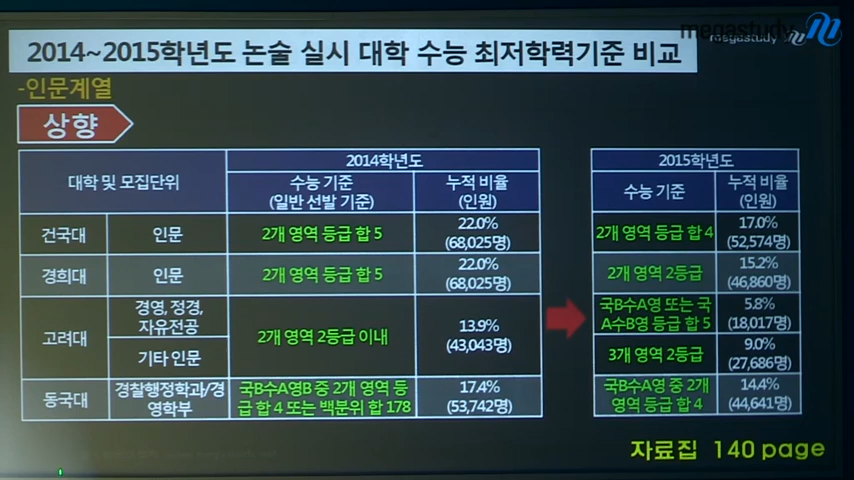 megastudy
megastudy
2014~2015학년도 논술 실시 대학 수능 최저학력기준 비교
-인문계열
상향
대학 및 모집단위
2014학년도
수능 기준
(일반 선발 기준)
누적 비율
(인원)
2015학년도
수능 기준
누적 비율
(인원)
건국대
인문
2개 영역 등급 합 5
22.0%
(68,025명)
2개 영역 등급 합 4
17.0%
(52,574명)
경희대
인문
2개 영역 등급 합 5
22.0%
(68,025명)
2개 영역 2등급
15.2%
(46,860명)
고려대
경영, 정경,
자유전공
2개 영역 2등급 이내
13.9%
(43,043명)
국B수A영 또는 국
A수B영 등급 합 5
5.8%
(18,017명)
기타 인문
3개 영역 2등급
9.0%
(27,686명)
동국대
경찰행정학과/경
영학부
국B수A영B 중 2개 영역 등
급 합 4 또는 백분위 합 178
17.4%
(53,742명)
국B수A영 중 2개
영역 등급 합 4
14.4%
(44,641명)
자료집 140 page